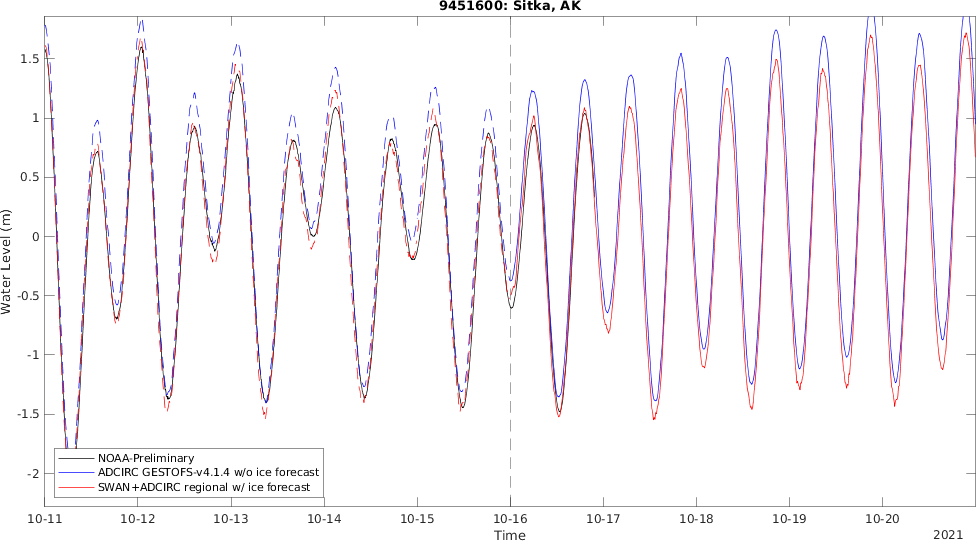 9451600: Sitka, AK
Water Level (m)
1.5
1
0.5
0
-0.5
-1
-1.5
-2
NOAA-Preliminary
ADCIRC GESTOFS-v4.1.4 w/o ice forecast
SWAN+ADCIRC regional w/ ice forecast
10-11 10-12 10-13 10-14 10-15 10-16 10-17 10-18 10-19 10-20
Time
2021